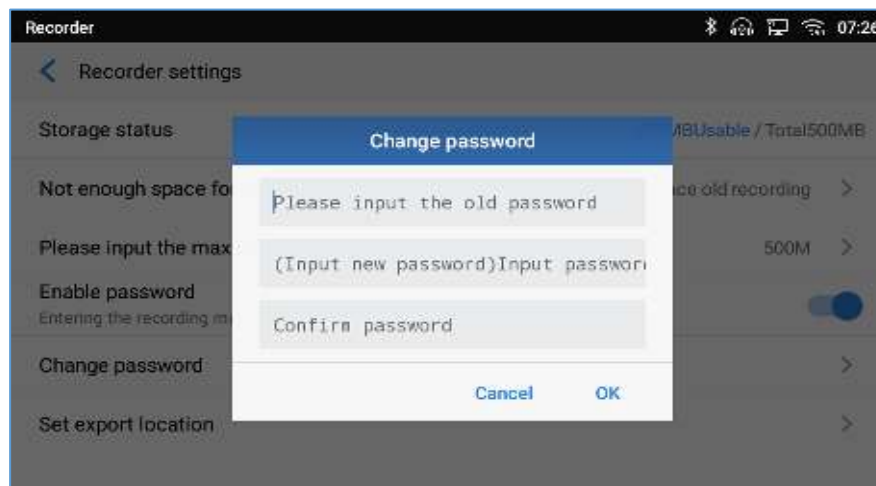 Recorder 07:26
Recorder settings
Storage status MBUsable / Total500MB
Change password
Not enough space fo ce old recording
Please input the old password
Please input the max 500M
(Input new password)Input passwor
Enable password
Entering the recording m
Confirm password
Change password
Cancel OK
Set export location